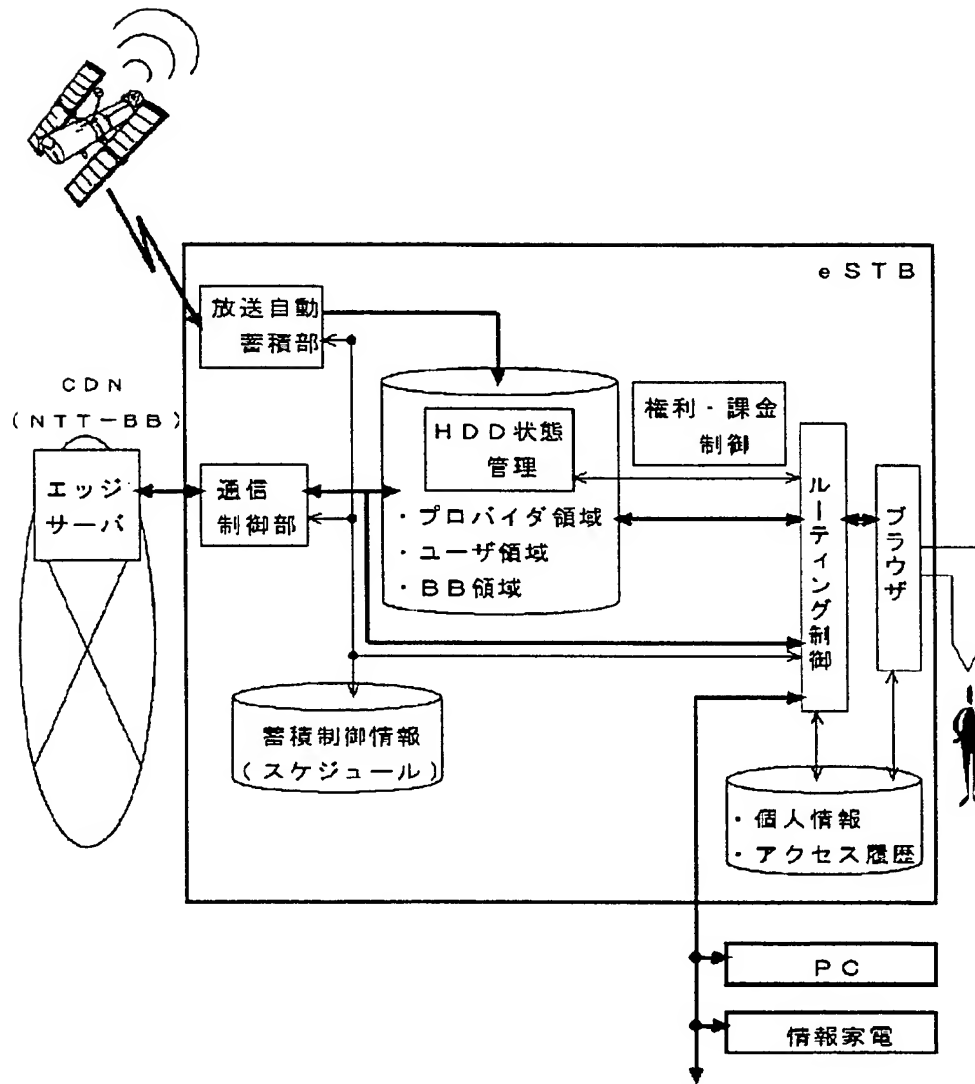 eSTB
放送自動
蓄積部
CDN
(NTT-BB)
エッジ
サーバ
通信
制御部
HDD状態
管理
・プロバイダ領域
・ユーザ領域
・BB領域
権利・課金
制御
ルーティング制御
ブラウザ
蓄積制御情報
(スケジュール)
・個人情報
・アクセス履歴
PC
情報家電